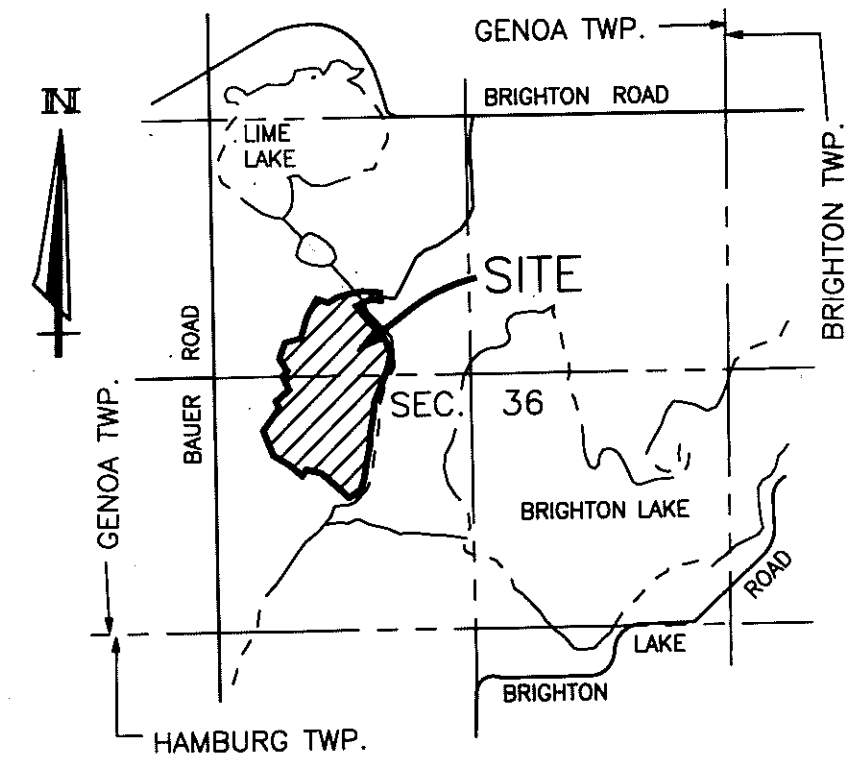 GENOA TWP.
N
BRIGHTON ROAD
LIME
LAKE
BRIGHTON TWP.
SITE
BAUER ROAD
GENOA TWP.
SEC. 36
BRIGHTON LAKE
ROAD
LAKE
BRIGHTON
HAMBURG TWP.